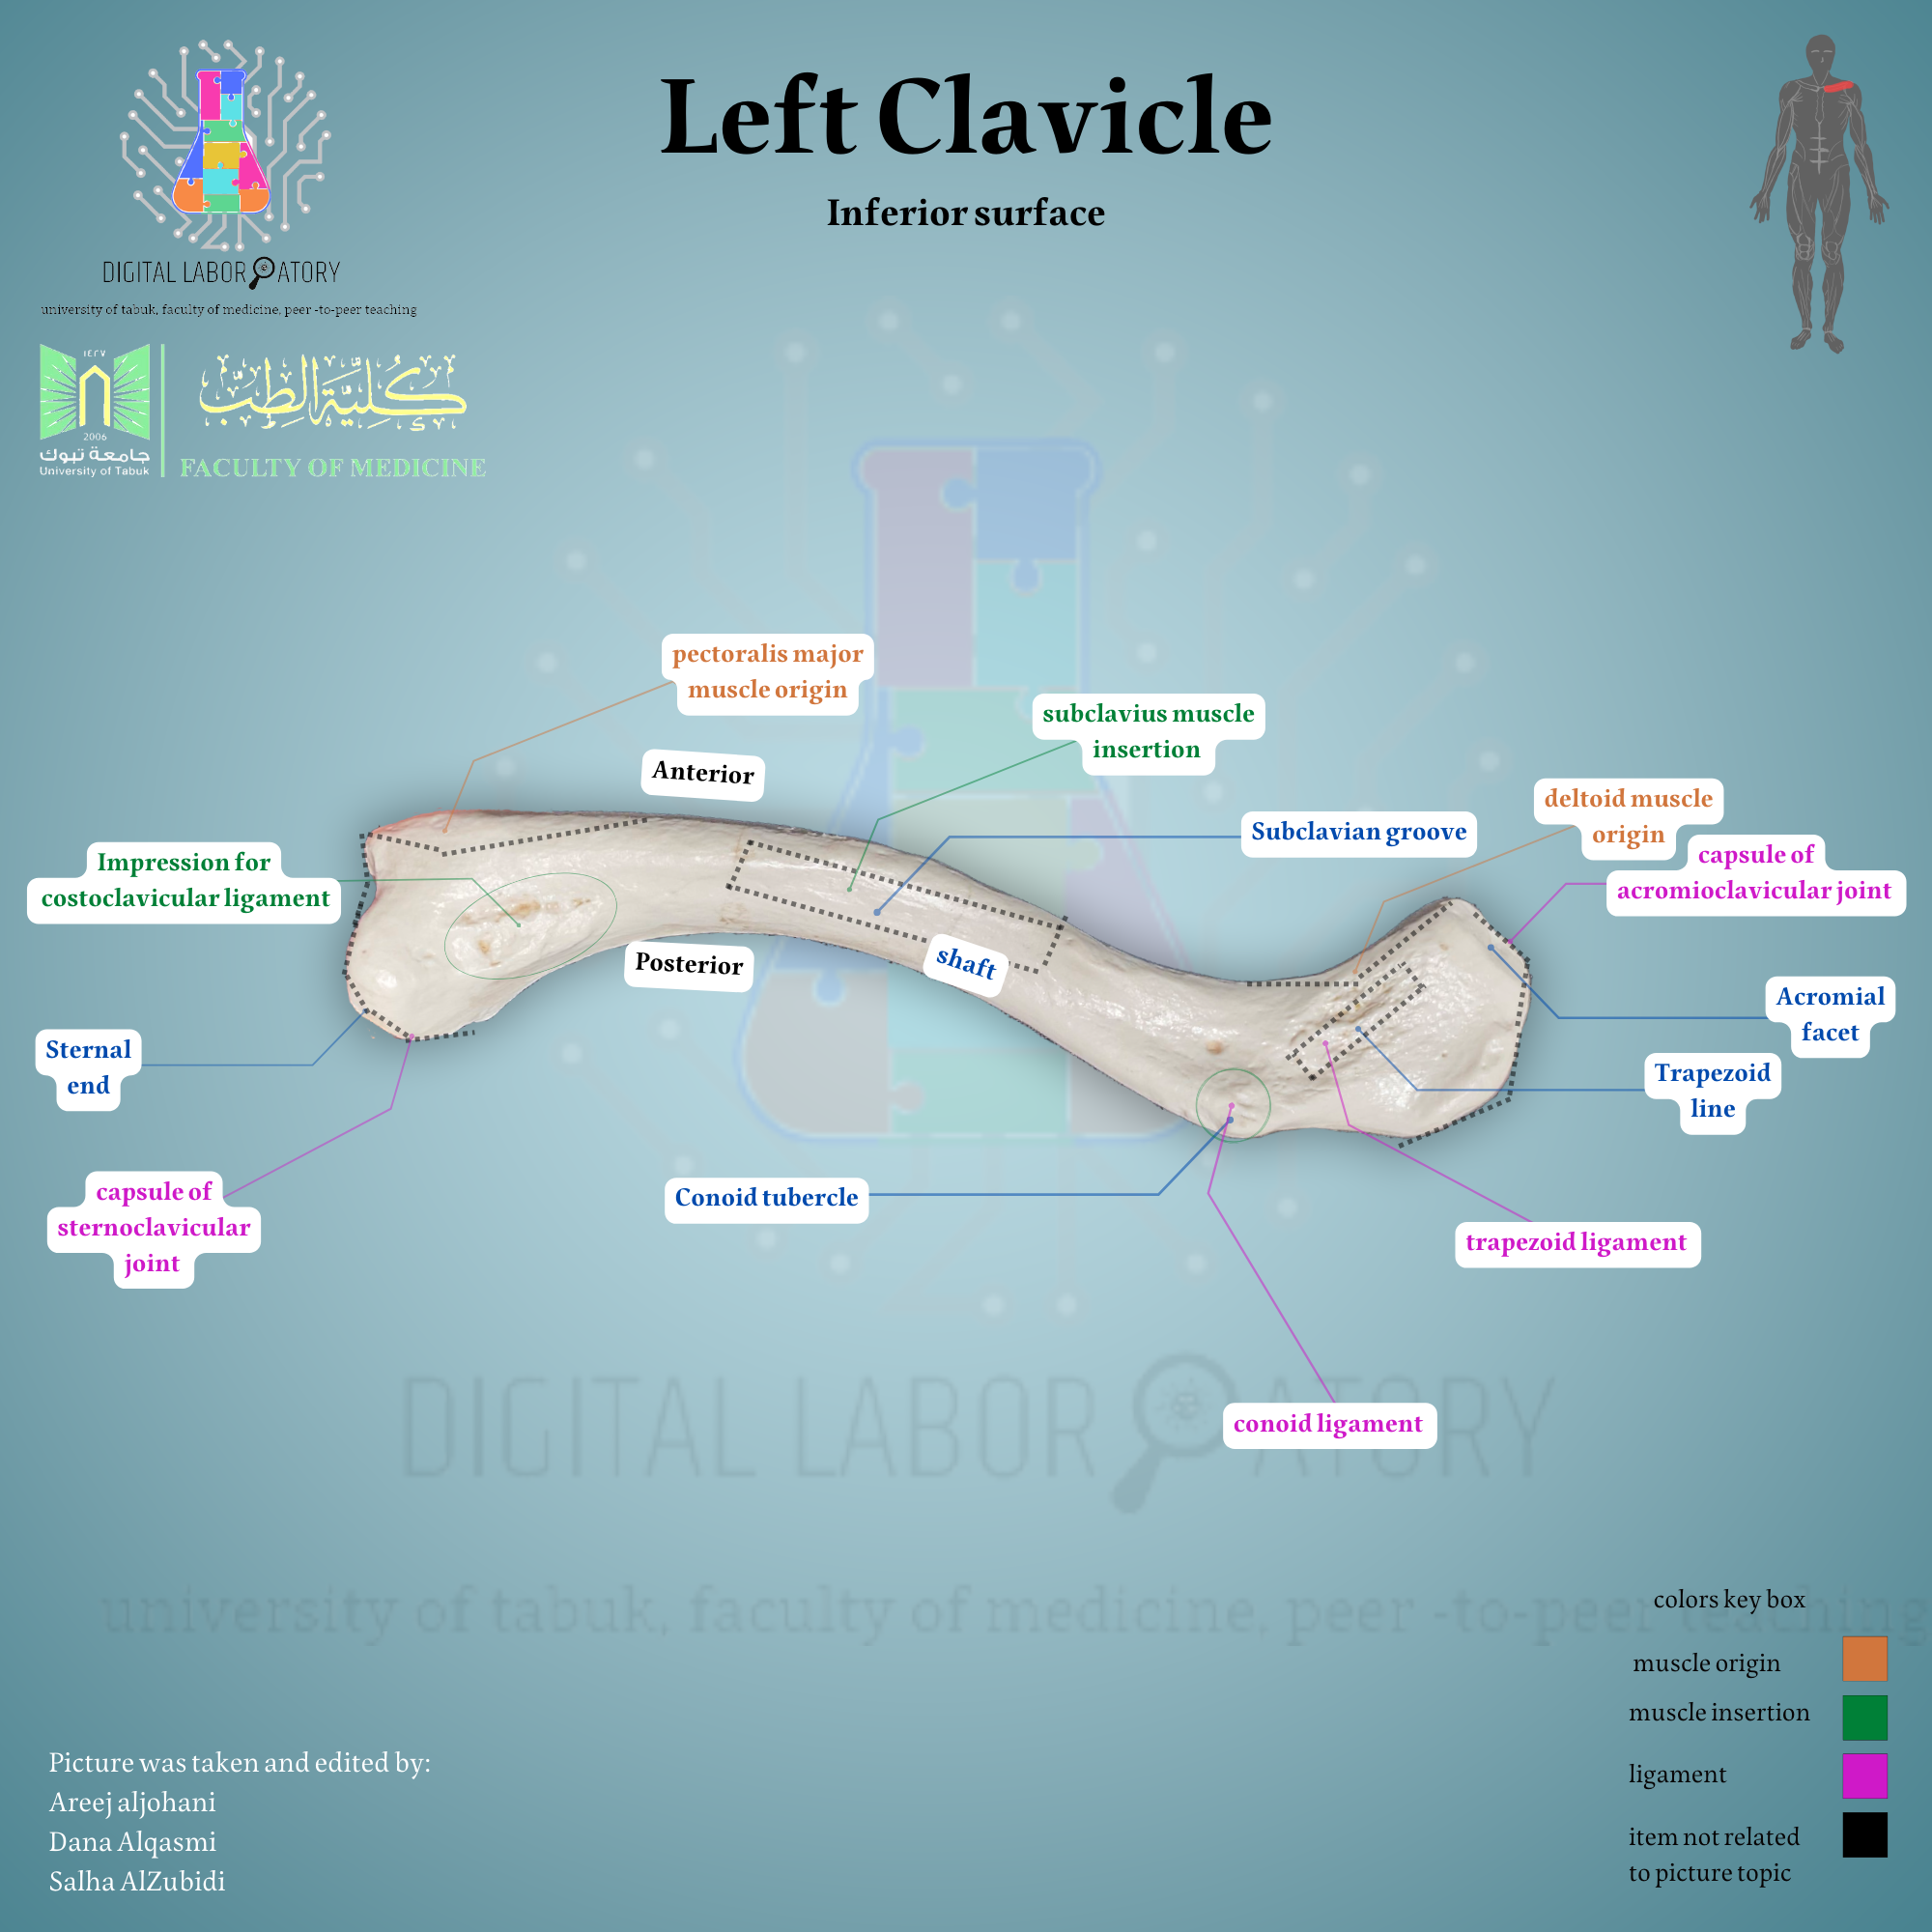 Left Clavicle
Inferior surface
DIGITAL LABORATORY
university of tabuk, faculty of medicine, peer -to-peer teaching
١٤٢٧
2006
جامعة تبوك
University of Tabuk
كلية الطب
FACULTY OF MEDICINE
pectoralis major
muscle origin
subclavius muscle
insertion
Anterior
deltoid muscle
origin
Subclavian groove
Impression for
costoclavicular ligament
capsule of
acromioclavicular joint
Posterior
shaft
Acromial
facet
Sternal
end
Trapezoid
line
capsule of
sternoclavicular
joint
Conoid tubercle
trapezoid ligament
conoid ligament
DIGITAL LABORATORY
university of tabuk, faculty of medicine, peer -to-peer teaching
colors key box
muscle origin
muscle insertion
ligament
item not related
to picture topic
Picture was taken and edited by:
Areej aljohani
Dana Alqasmi
Salha AlZubidi